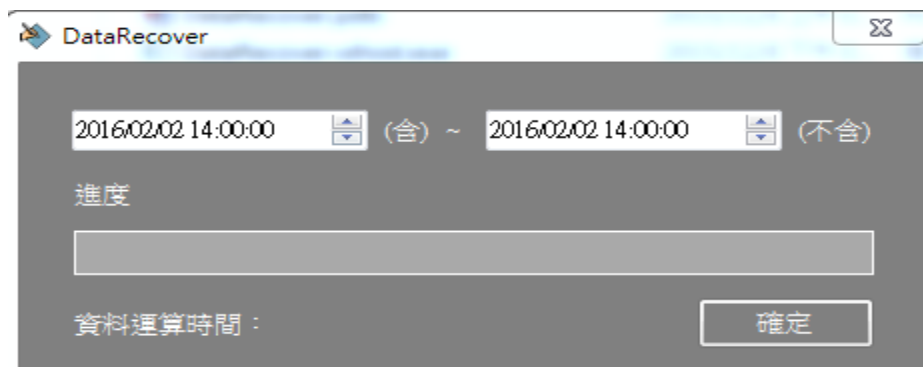 DataRecover
2016/02/02 14:00:00 (含) ~ 2016/02/02 14:00:00 (不含)
進度
資料運算時間：
確定